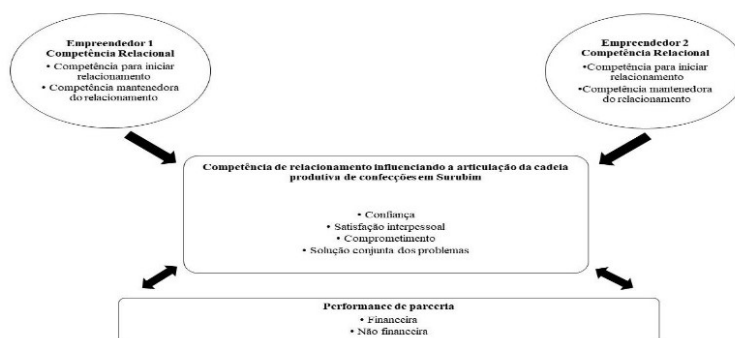 Empreendedor 1
Competência Relacional
• Competência para iniciar
relacionamento
• Competência mantenedora
do relacionamento
Empreendedor 2
Competência Relacional
•Competência para iniciar
relacionamento
•Competência mantenedora
do relacionamento
Competência de relacionamento influenciando a articulação da cadeia
produtiva de confecções em Surubim
• Confiança
• Satisfação interpessoal
• Comprometimento
• Solução conjunta dos problemas
Performance de parceria
• Financeira
• Não financeira